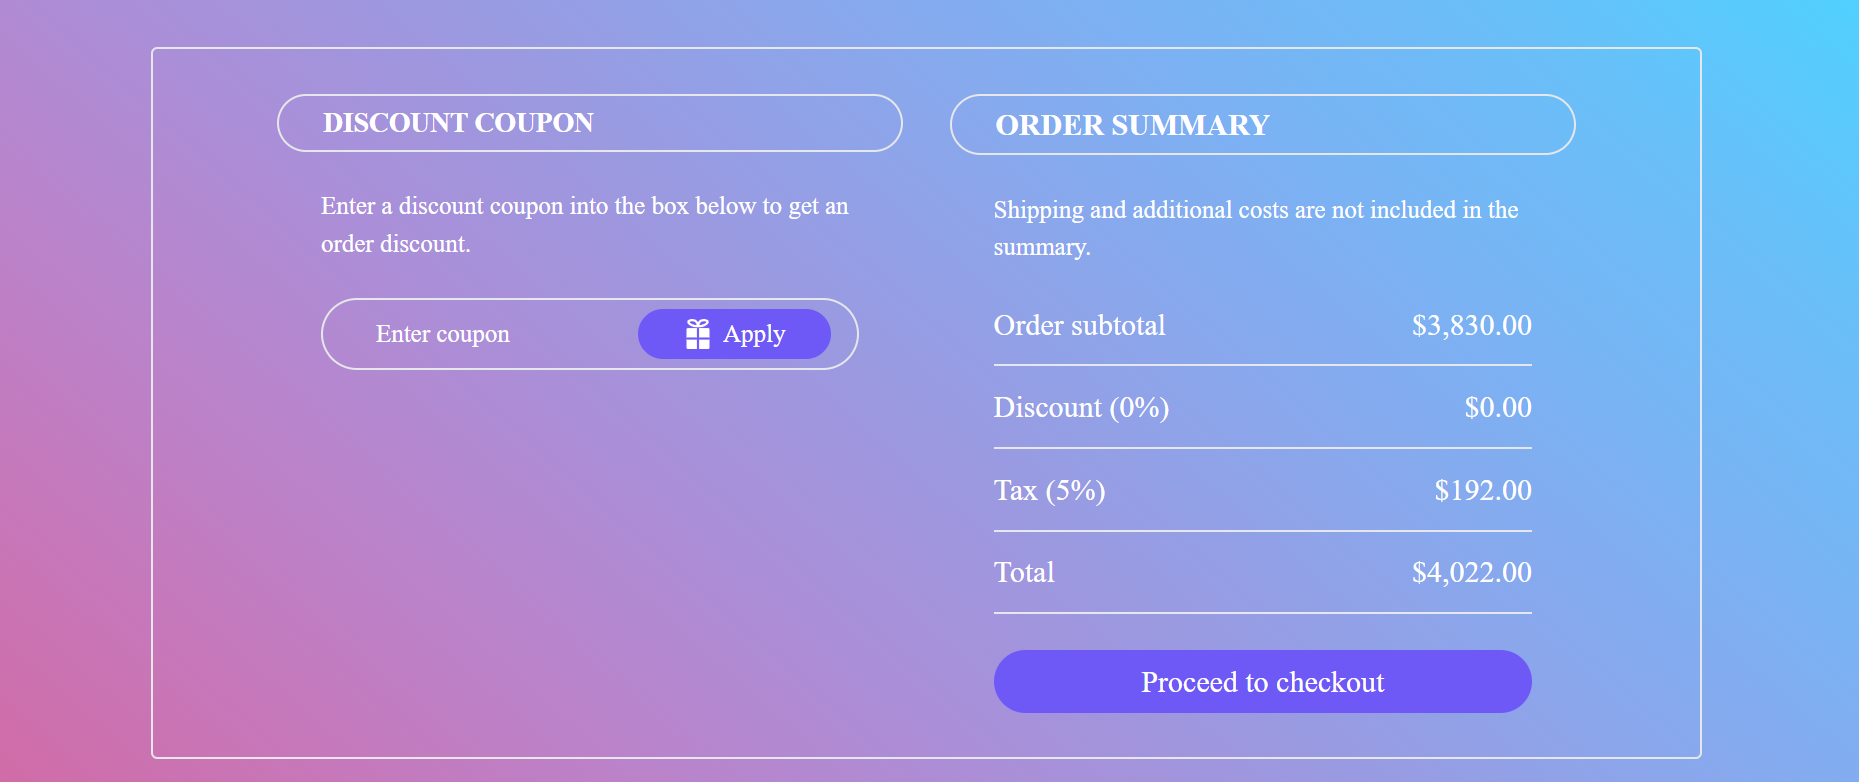 DISCOUNT COUPON
Enter a discount coupon into the box below to get an
order discount.
Enter coupon
Apply
ORDER SUMMARY
Shipping and additional costs are not included in the
summary.
Order subtotal $3,830.00
Discount (0%) $0.00
Tax (5%) $192.00
Total $4,022.00
Proceed to checkout